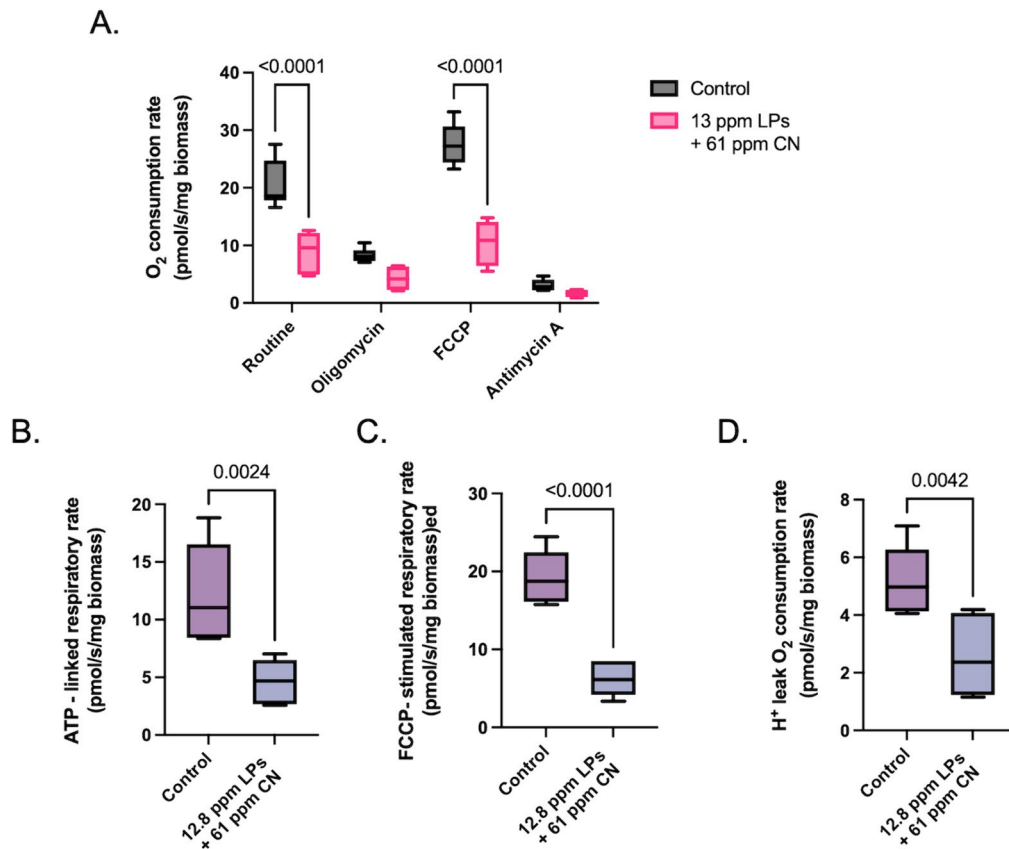 A.
<0.0001
<0.0001
O2 consumption rate
(pmol/s/mg biomass)
40
30
20
10
0
Routine
Oligomycin
FCCP
Antimycin A
Control
13 ppm LPs
+ 61 ppm CN
B.
0.0024
ATP - linked respiratory rate
(pmol/s/mg biomass)
20
15
10
5
0
Control
12.8 ppm LPs
+ 61 ppm CN
C.
<0.0001
FCCP- stimulated respiratory rate
(pmol/s/mg biomass)ed
30
20
10
0
Control
12.8 ppm LPs
+ 61 ppm CN
D.
0.0042
H+ leak O2 consumption rate
(pmol/s/mg biomass)
8
6
4
2
0
Control
12.8 ppm LPs
+ 61 ppm CN